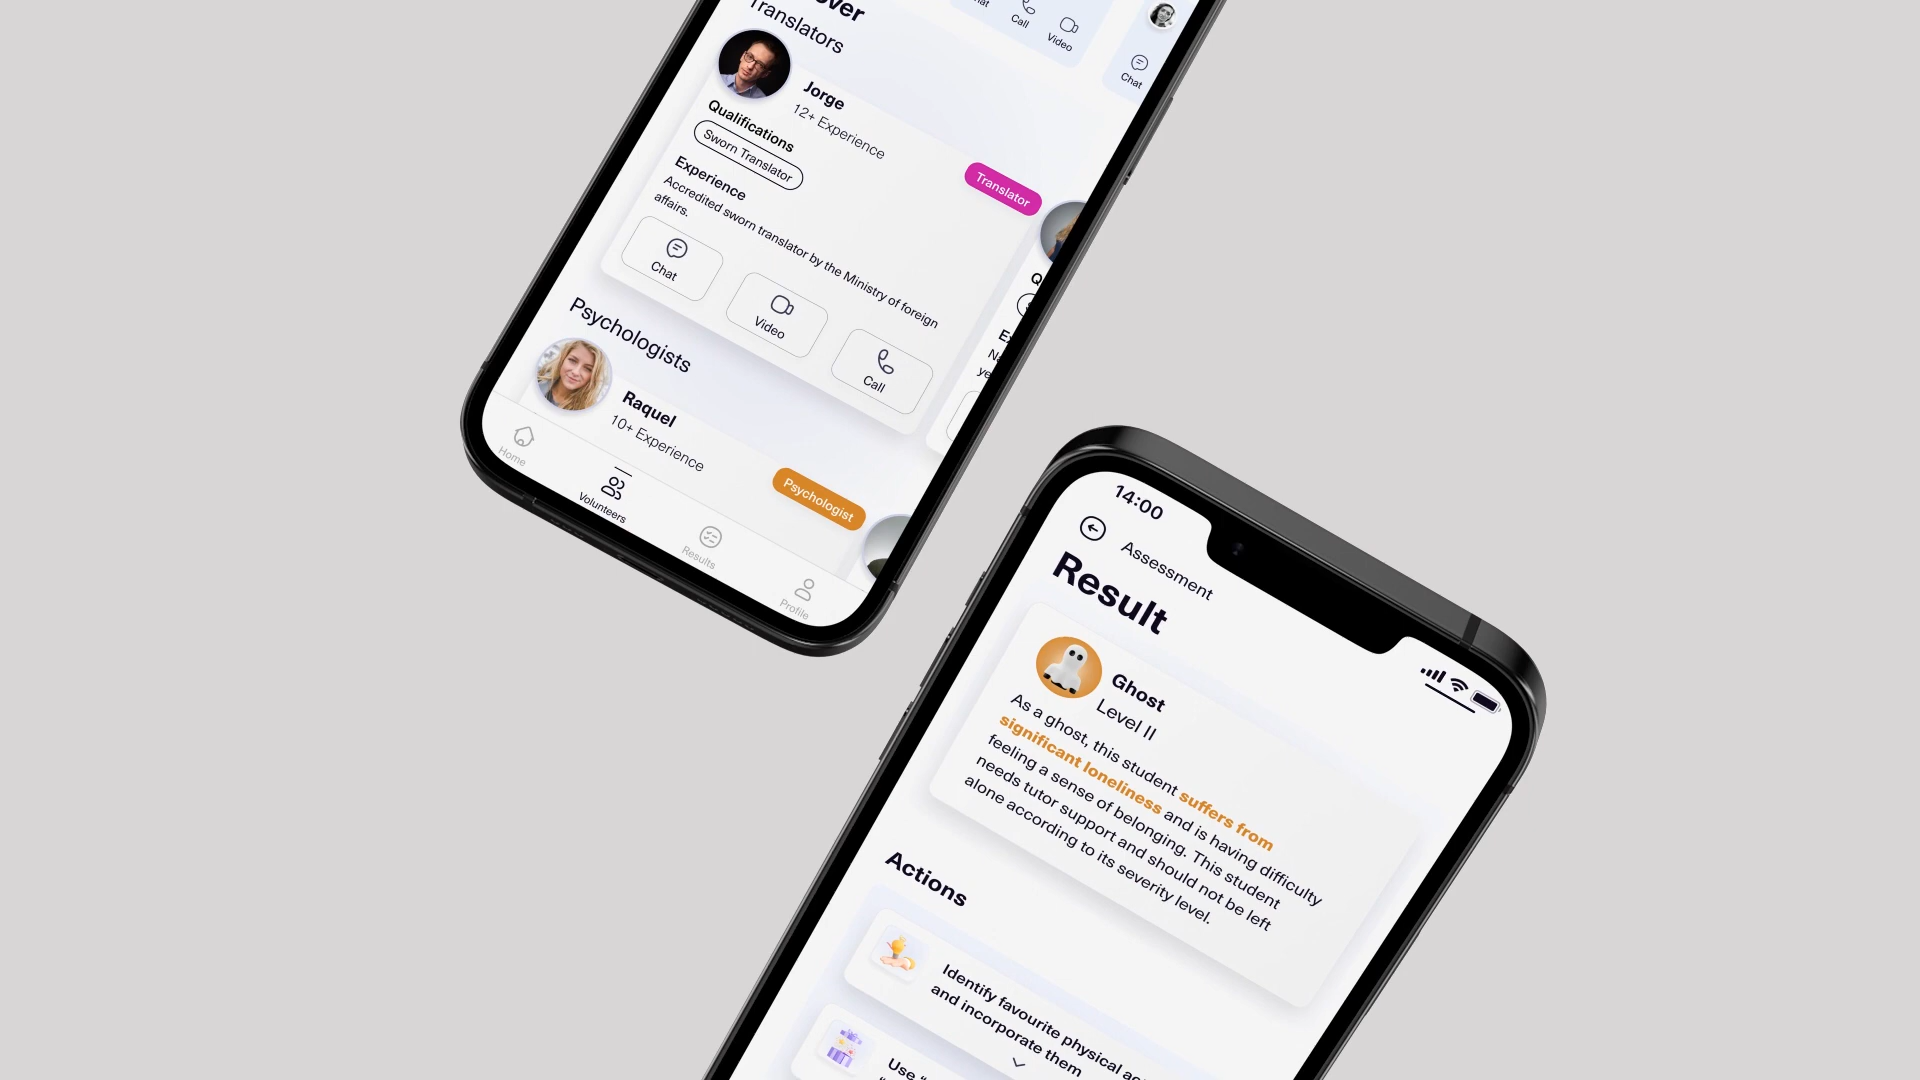 Call
Video
Chat
Translators
Jorge
12+ Experience
Qualifications
Sworn Translator
Translator
Experience
Accredited sworn translator by the Ministry of foreign
affairs.
Chat
Video
Call
Psychologists
Raquel
10+ Experience
Psychologist
Home
Volunteers
Results
Profile
14:00
Assessment
Result
Ghost
Level II
As a ghost, this student suffers from
significant loneliness and is having difficulty
feeling a sense of belonging. This student
needs tutor support and should not be left
alone according to its severity level.
Actions
Identify favourite physical
and incorporate them
Use